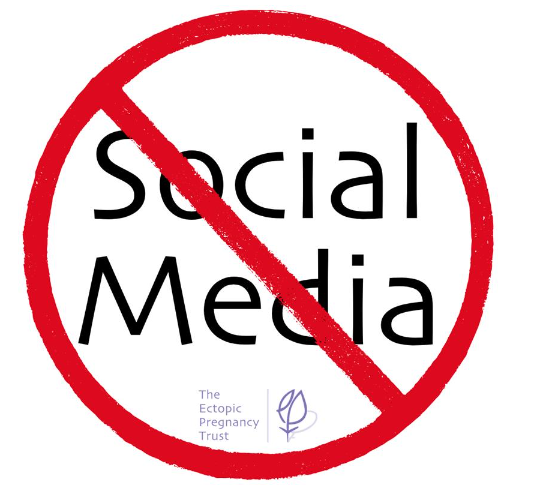 Social
Media
The
Ectopic
Pregnancy
Trust